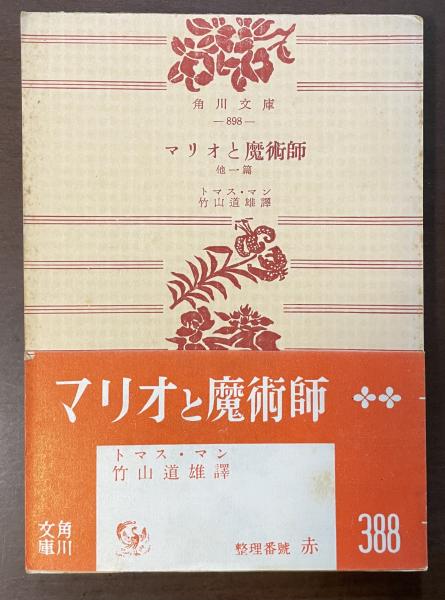 角川文庫
—898—
マリオと魔術師
他一篇
トマス・マン
竹山道雄譯
マリオと魔術師
トマス・マン
竹山道雄譯
角川文庫
整理番號 赤
388